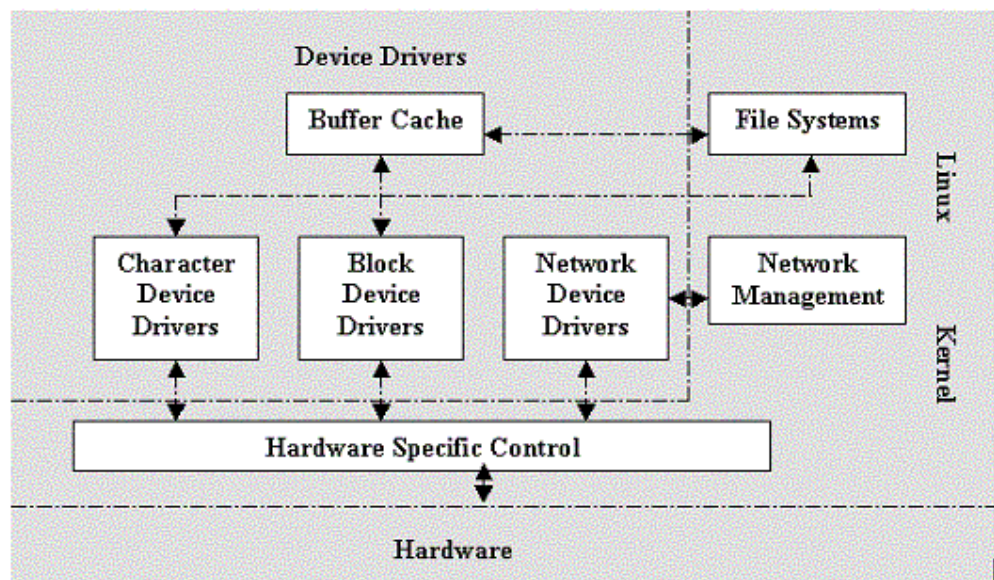 Device Drivers
Buffer Cache
File Systems
Linux
Character
Device
Drivers
Block
Device
Drivers
Network
Device
Drivers
Network
Management
Kernel
Hardware Specific Control
Hardware